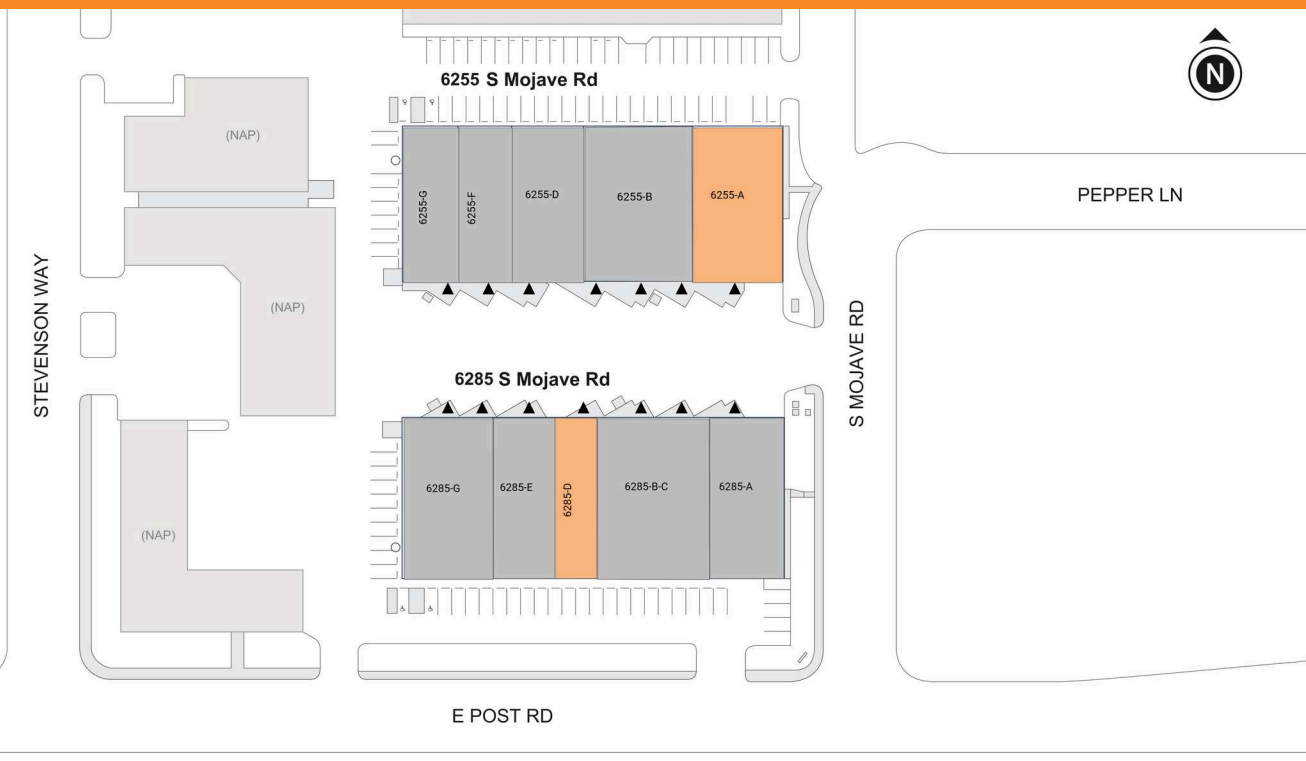 6255 S Mojave Rd
N
(NAP)
6255-G
6255-F
6255-D
6255-B
6255-A
PEPPER LN
STEVENSON WAY
(NAP)
S MOJAVE RD
6285 S Mojave Rd
6285-G
6285-E
6285-D
6285-B-C
6285-A
(NAP)
E POST RD